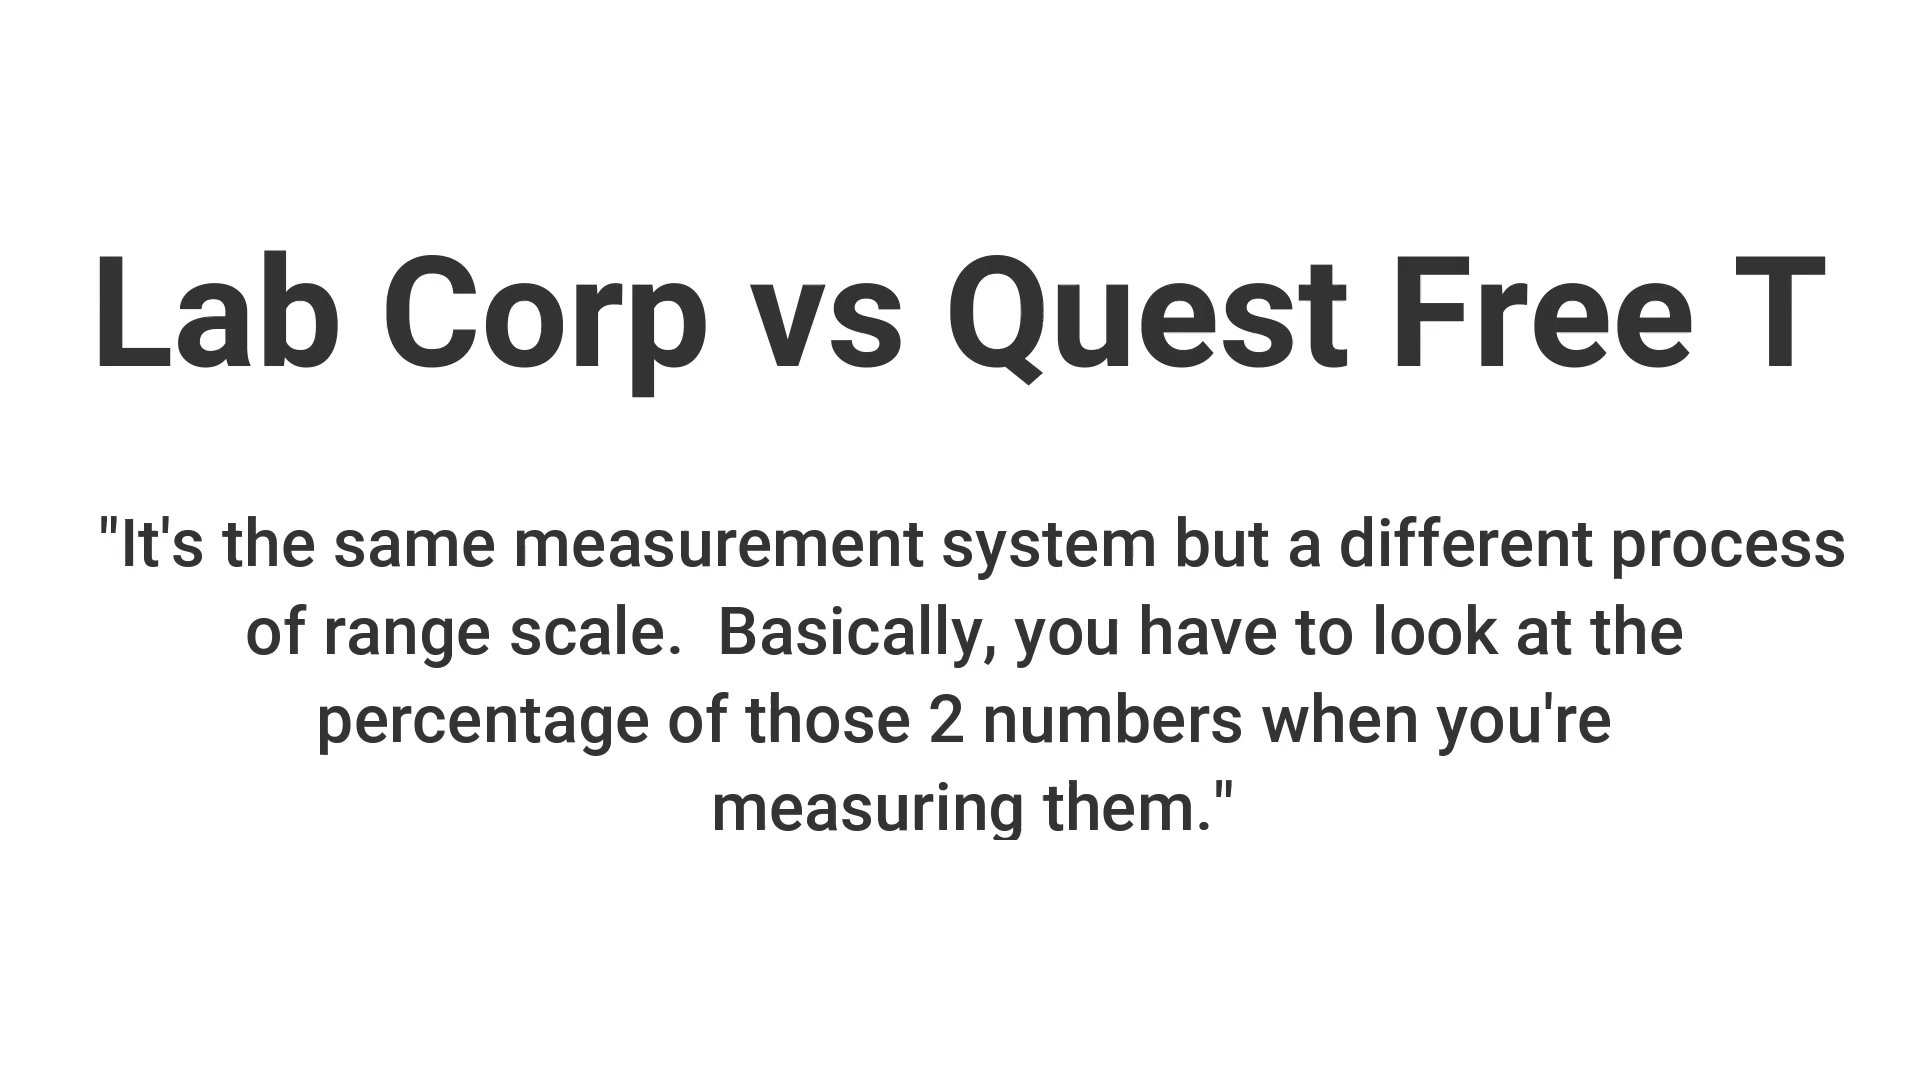 Lab Corp vs Quest Free T
"It's the same measurement system but a different process
of range scale.  Basically, you have to look at the
percentage of those 2 numbers when you're
measuring them."